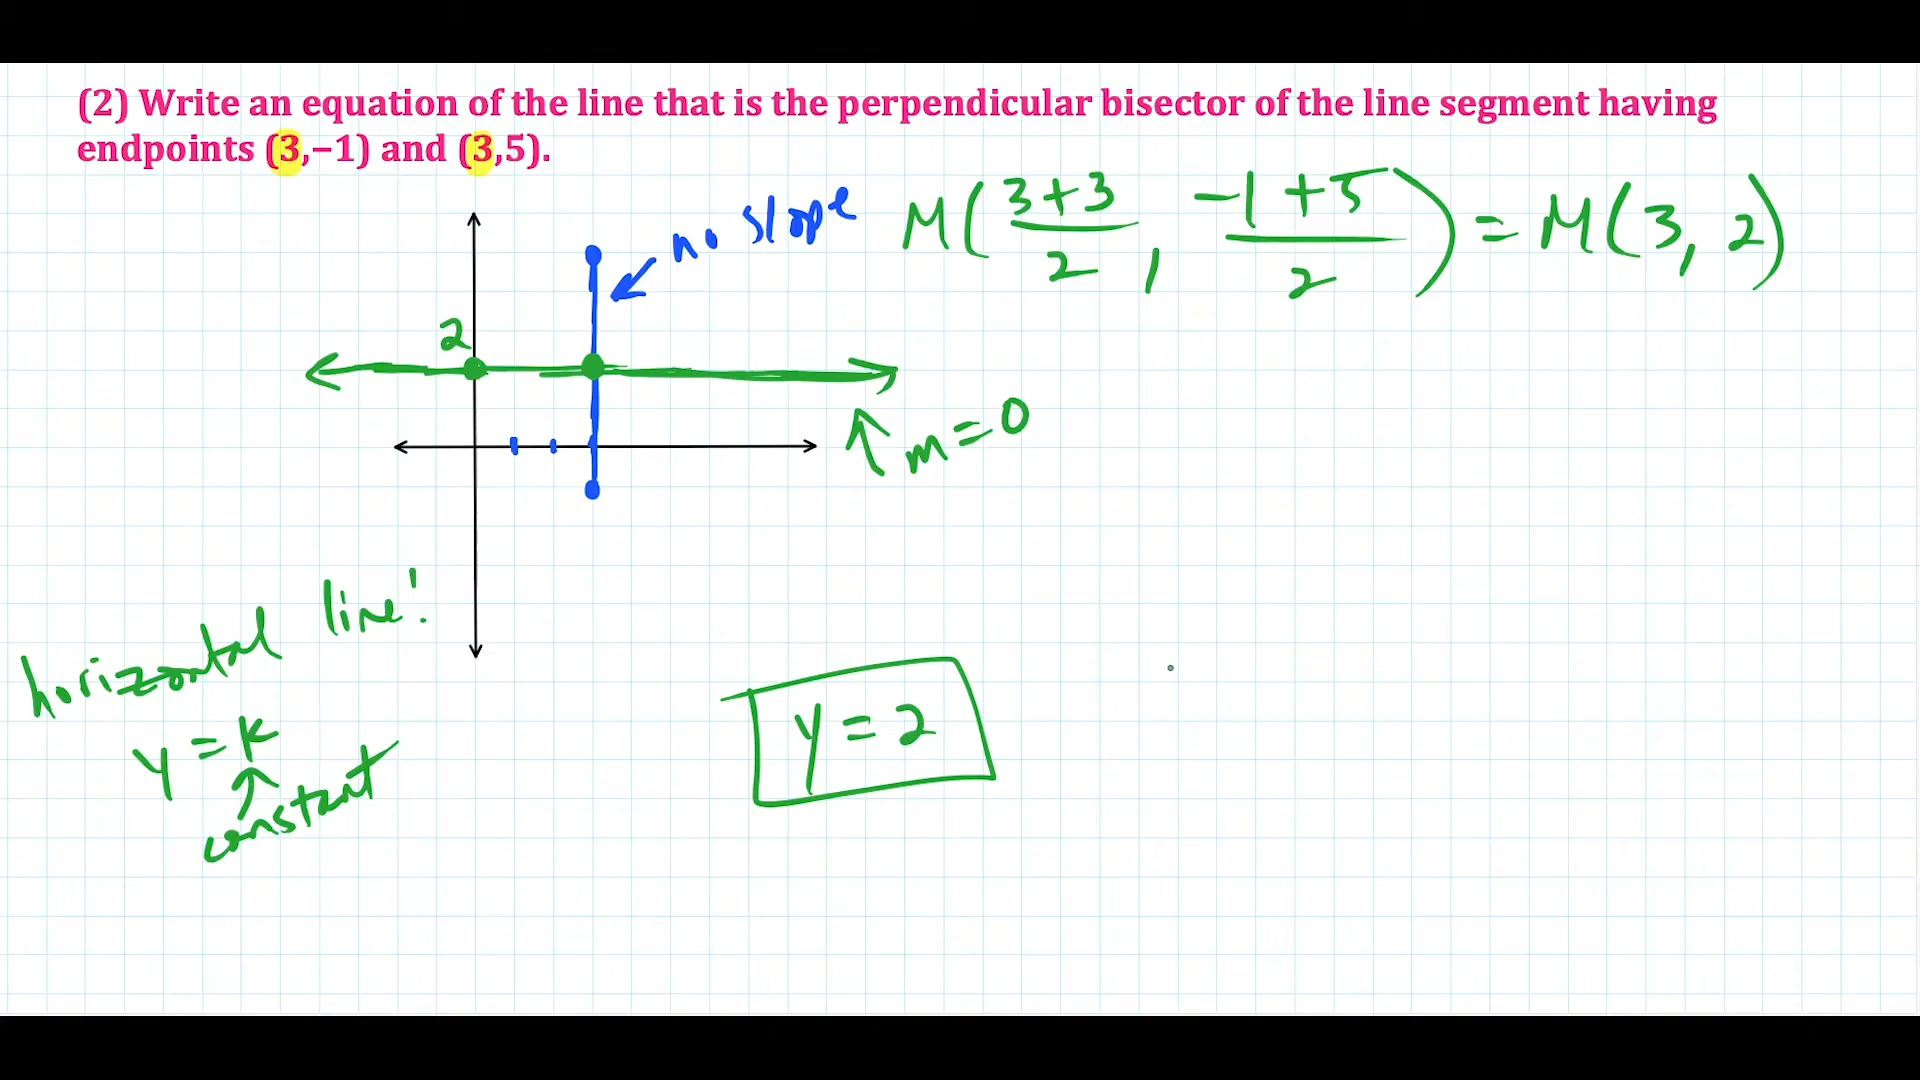 (2) Write an equation of the line that is the perpendicular bisector of the line segment having
endpoints (3,−1) and (3,5).
no slope
M(3+3/2, −1+5/2) = M(3, 2)
2
m=0
horizontal line!
y = k
constant
y = 2